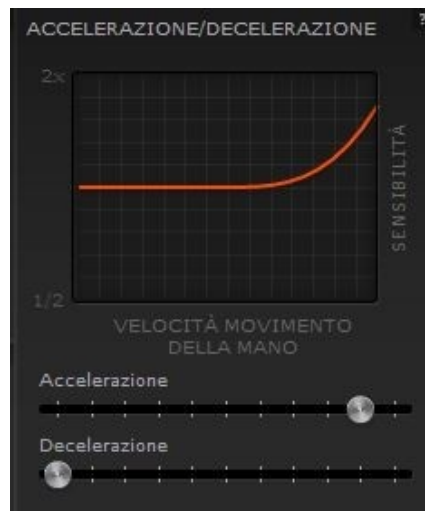 ACCELERAZIONE/DECELERAZIONE
?
2x
SENSIBILITÀ
1/2
VELOCITÀ MOVIMENTO
DELLA MANO
Accelerazione
Decelerazione